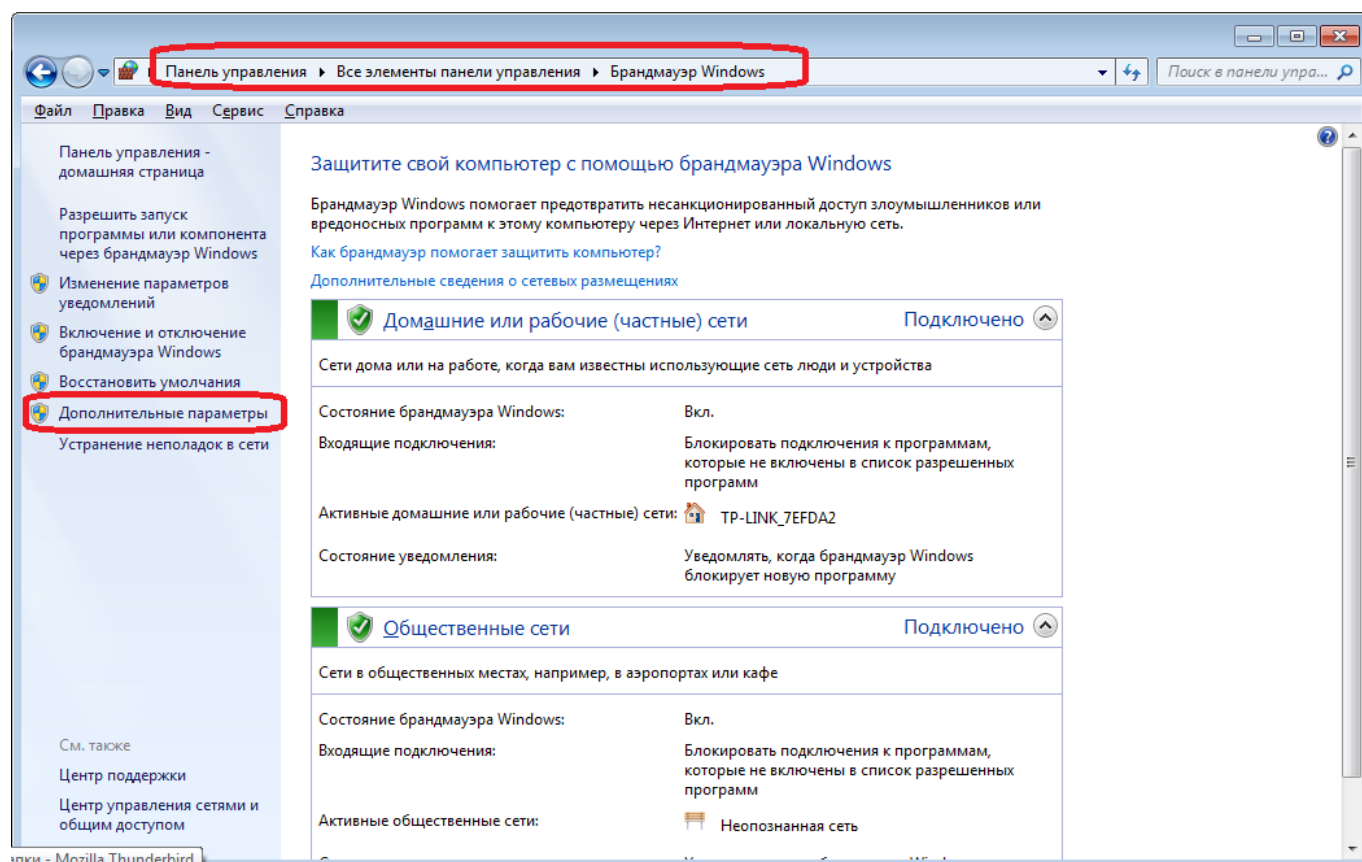 Панель управления ▸ Все элементы панели управления ▸ Брандмауэр Windows
Поиск в панели упра...
Файл Правка Вид Сервис Справка
Панель управления -
домашняя страница
Разрешить запуск
программы или компонента
через брандмауэр Windows
Изменение параметров
уведомлений
Включение и отключение
брандмауэра Windows
Восстановить умолчания
Дополнительные параметры
Устранение неполадок в сети
См. также
Центр поддержки
Центр управления сетями и
общим доступом
Защитите свой компьютер с помощью брандмауэра Windows
Брандмауэр Windows помогает предотвратить несанкционированный доступ злоумышленников или
вредоносных программ к этому компьютеру через Интернет или локальную сеть.
Как брандмауэр помогает защитить компьютер?
Дополнительные сведения о сетевых размещениях
Домашние или рабочие (частные) сети Подключено
Сети дома или на работе, когда вам известны использующие сеть люди и устройства
Состояние брандмауэра Windows: Вкл.
Входящие подключения: Блокировать подключения к программам,
которые не включены в список разрешенных
программ
Активные домашние или рабочие (частные) сети: TP-LINK_7EFDA2
Состояние уведомления: Уведомлять, когда брандмауэр Windows
блокирует новую программу
Общественные сети Подключено
Сети в общественных местах, например, в аэропортах или кафе
Состояние брандмауэра Windows: Вкл.
Входящие подключения: Блокировать подключения к программам,
которые не включены в список разрешенных
программ
Активные общественные сети: Неопознанная сеть
- Mozilla Thunderbird